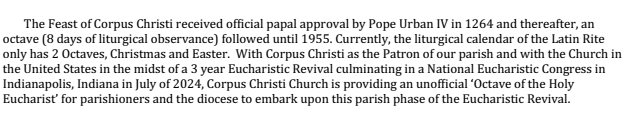 The Feast of Corpus Christi received official papal approval by Pope Urban IV in 1264 and thereafter, an
octave (8 days of liturgical observance) followed until 1955. Currently, the liturgical calendar of the Latin Rite
only has 2 Octaves, Christmas and Easter.  With Corpus Christi as the Patron of our parish and with the Church in
the United States in the midst of a 3 year Eucharistic Revival culminating in a National Eucharistic Congress in
Indianapolis, Indiana in July of 2024, Corpus Christi Church is providing an unofficial ‘Octave of the Holy
Eucharist’ for parishioners and the diocese to embark upon this parish phase of the Eucharistic Revival.